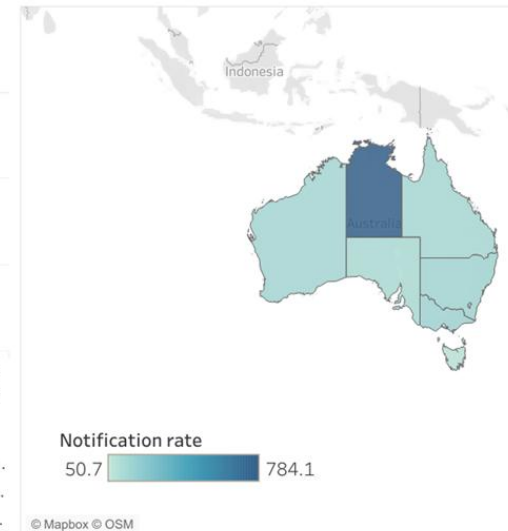 Indonesia
Australia
Notification rate
50.7
784.1
© Mapbox © OSM